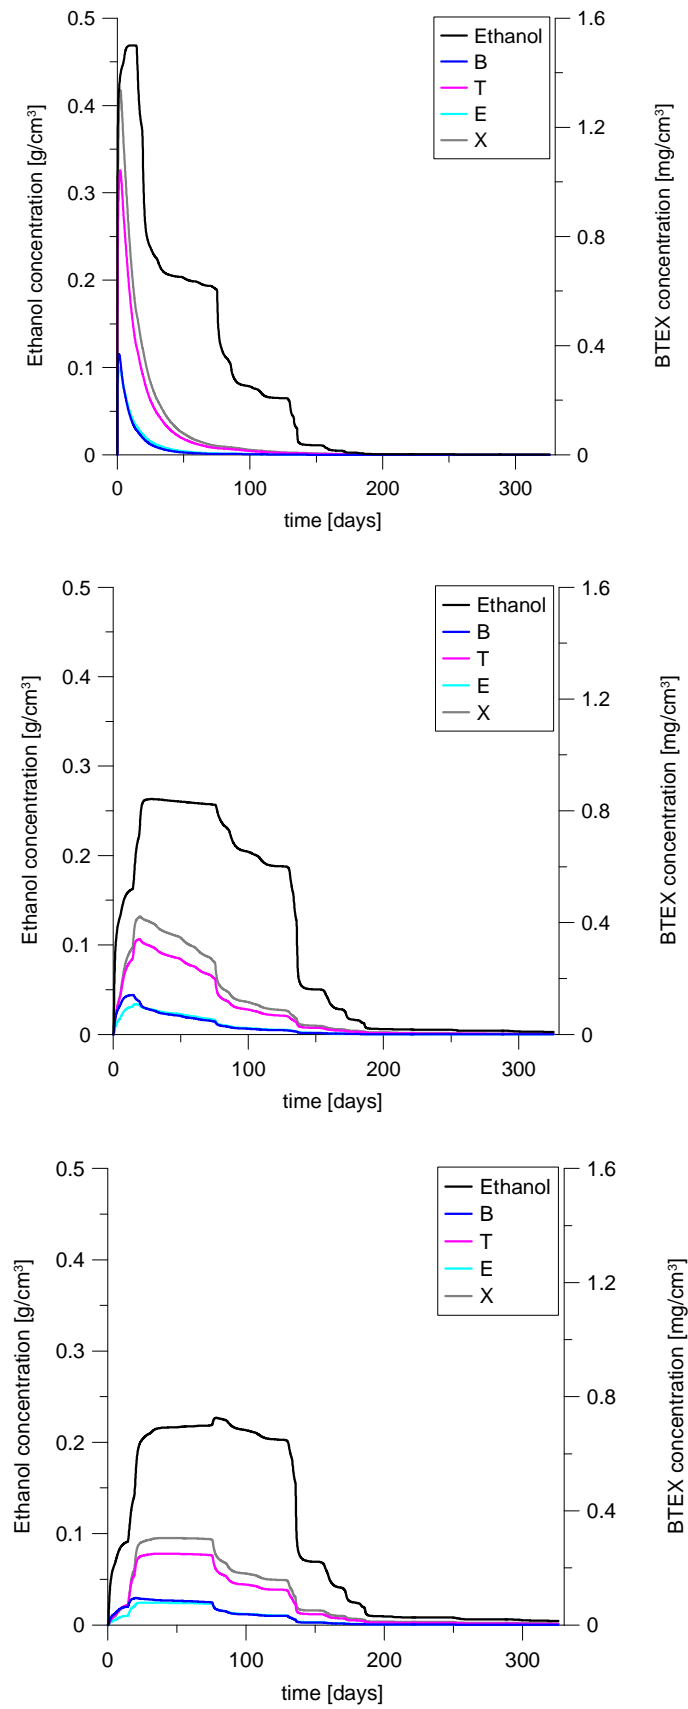 0.5
0.4
0.3
0.2
0.1
0
Ethanol concentration [g/cm³]
Ethanol
B
T
E
X
1.6
1.2
0.8
0.4
0
BTEX concentration [mg/cm³]
0 100 200 300
time [days]
0.5
0.4
0.3
0.2
0.1
0
Ethanol concentration [g/cm³]
Ethanol
B
T
E
X
1.6
1.2
0.8
0.4
0
BTEX concentration [mg/cm³]
0 100 200 300
time [days]
0.5
0.4
0.3
0.2
0.1
0
Ethanol concentration [g/cm³]
Ethanol
B
T
E
X
1.6
1.2
0.8
0.4
0
BTEX concentration [mg/cm³]
0 100 200 300
time [days]